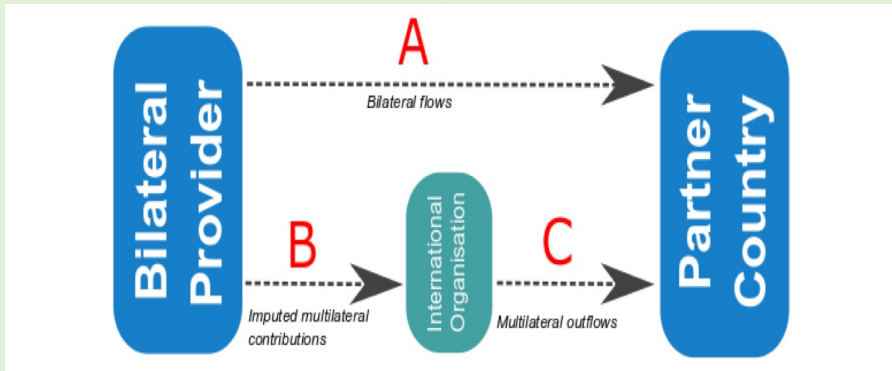 A
Bilateral flows
Bilateral
Provider
Partner
Country
B
Imputed multilateral
contributions
International
Organisation
C
Multilateral outflows